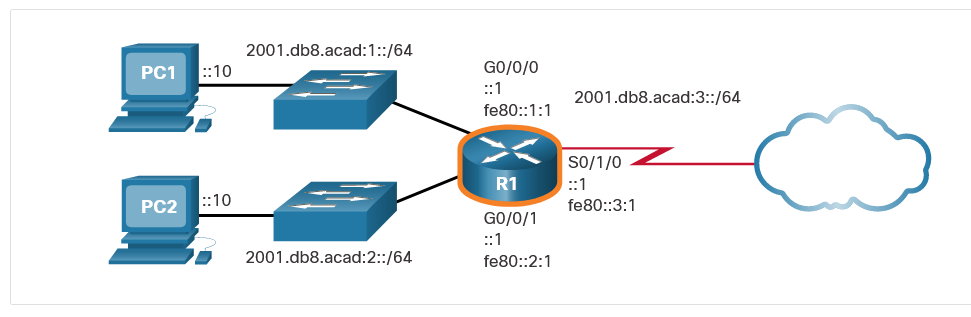 2001.db8.acad:1::/64
PC1
::10
G0/0/0
::1
fe80::1:1
2001.db8.acad:3::/64
R1
S0/1/0
::1
fe80::3:1
PC2
::10
2001.db8.acad:2::/64
G0/0/1
::1
fe80::2:1